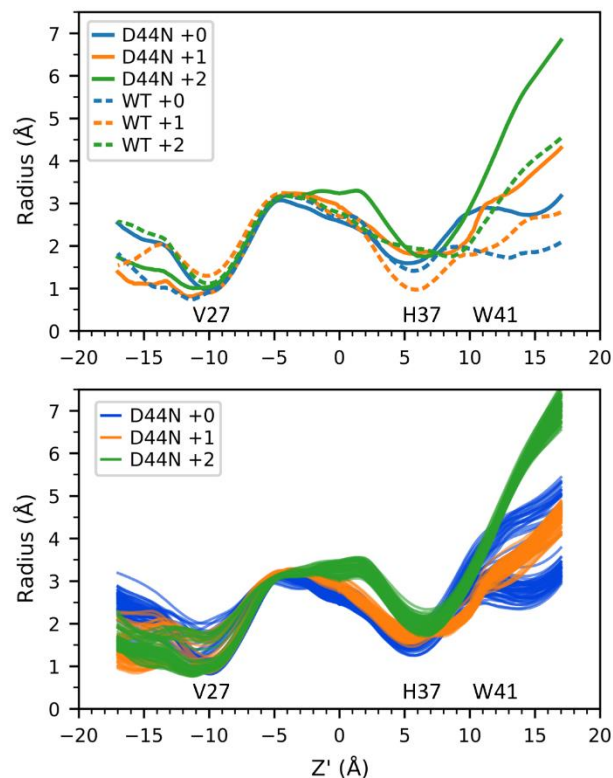 7
6
5
4
3
2
1
0
Radius (Å)
D44N +0
D44N +1
D44N +2
WT +0
WT +1
WT +2
V27 H37 W41
−20 −15 −10 −5 0 5 10 15 20
7
6
5
4
3
2
1
0
Radius (Å)
D44N +0
D44N +1
D44N +2
V27 H37 W41
−20 −15 −10 −5 0 5 10 15 20
Z' (Å)